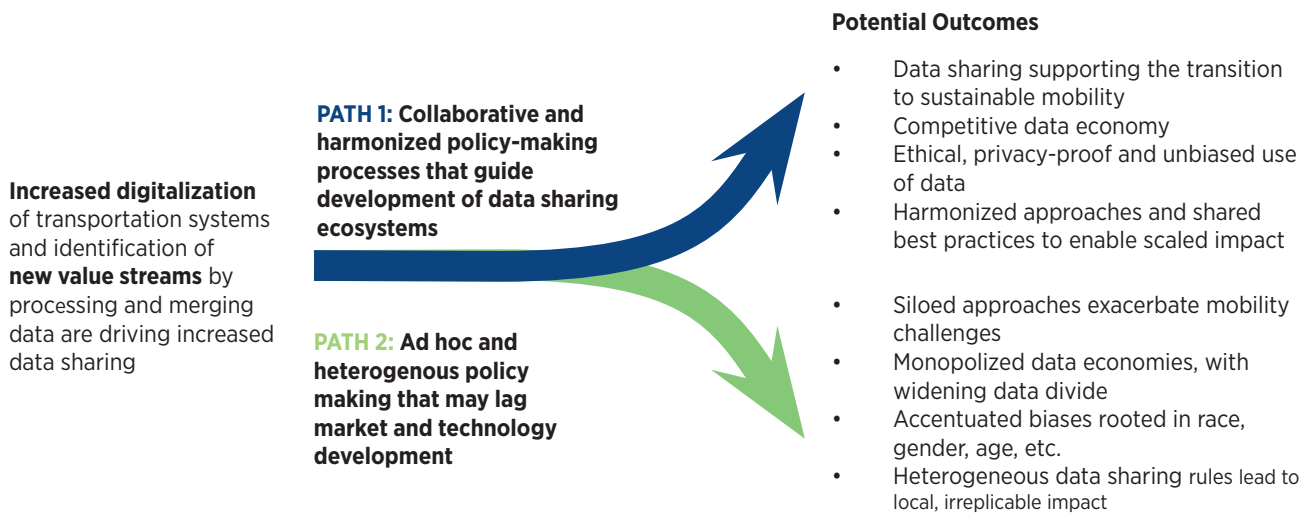 Increased digitalization
of transportation systems
and identification of
new value streams by
processing and merging
data are driving increased
data sharing
PATH 1: Collaborative and
harmonized policy-making
processes that guide
development of data sharing
ecosystems
PATH 2: Ad hoc and
heterogenous policy
making that may lag
market and technology
development
Potential Outcomes
• Data sharing supporting the transition
to sustainable mobility
• Competitive data economy
• Ethical, privacy-proof and unbiased use
of data
• Harmonized approaches and shared
best practices to enable scaled impact
• Siloed approaches exacerbate mobility
challenges
• Monopolized data economies, with
widening data divide
• Accentuated biases rooted in race,
gender, age, etc.
• Heterogeneous data sharing rules lead to
local, irreplicable impact